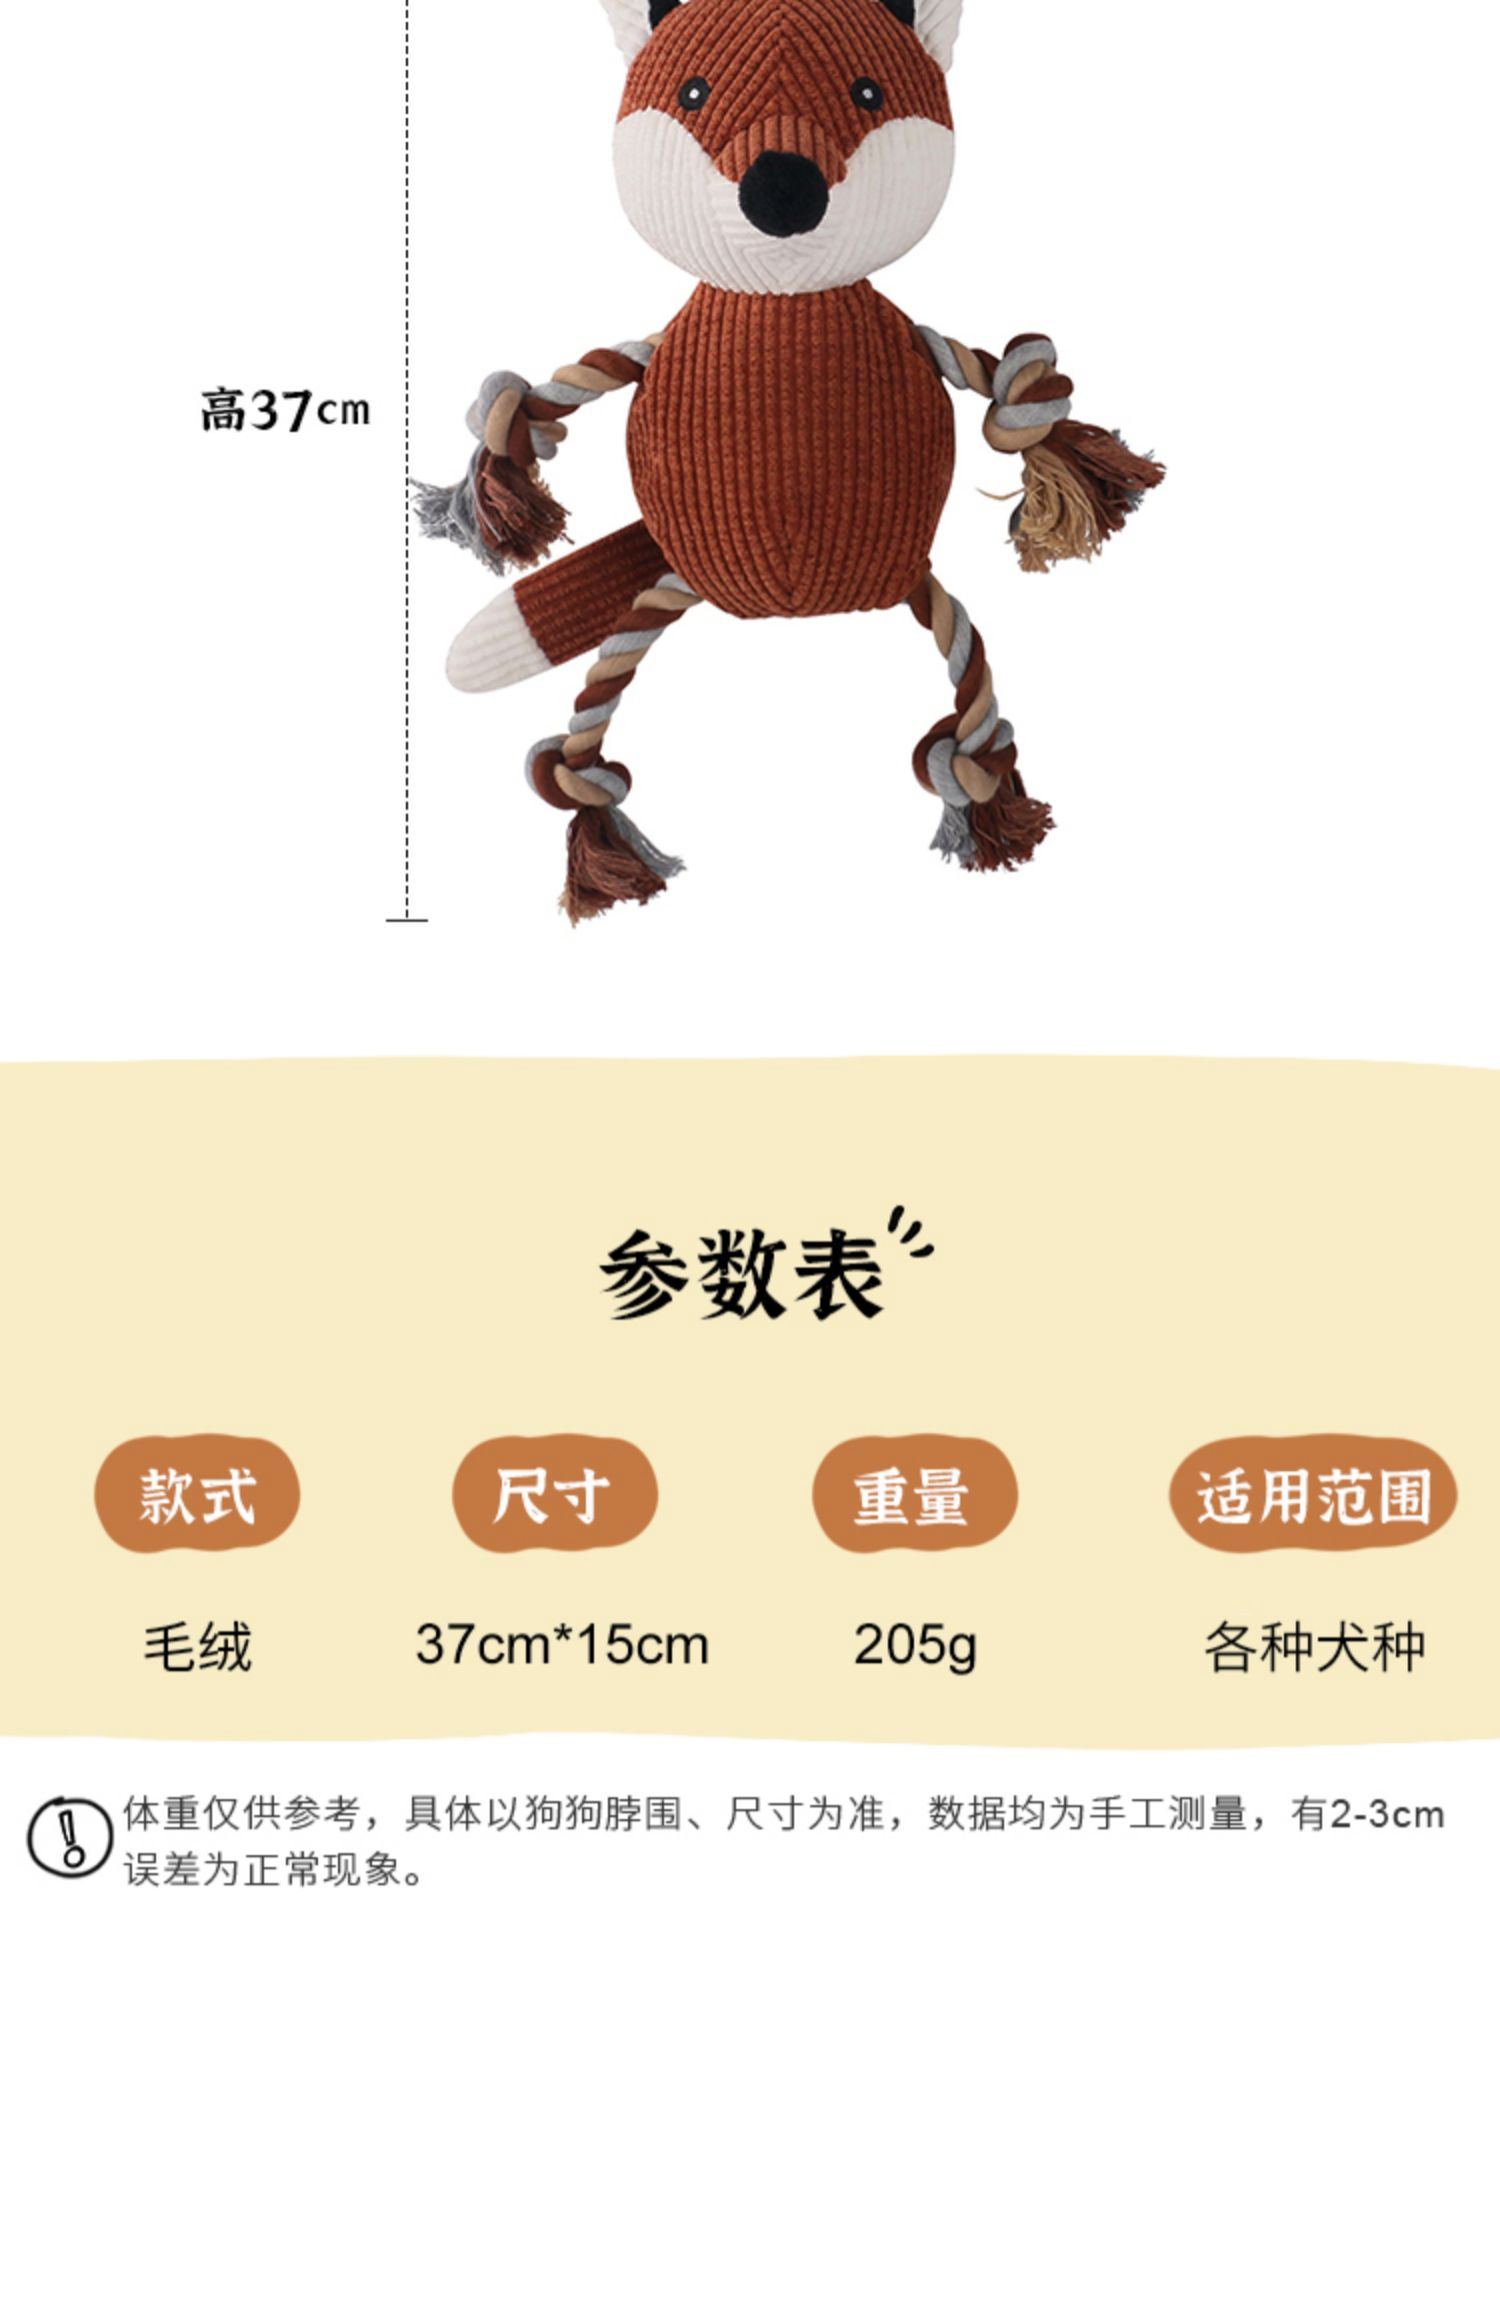 高37cm
参数表
款式 尺寸 重量 适用范围
毛绒 37cm*15cm 205g 各种犬种
体重仅供参考，具体以狗狗脖围、尺寸为准，数据均为手工测量，有2-3cm
误差为正常现象。